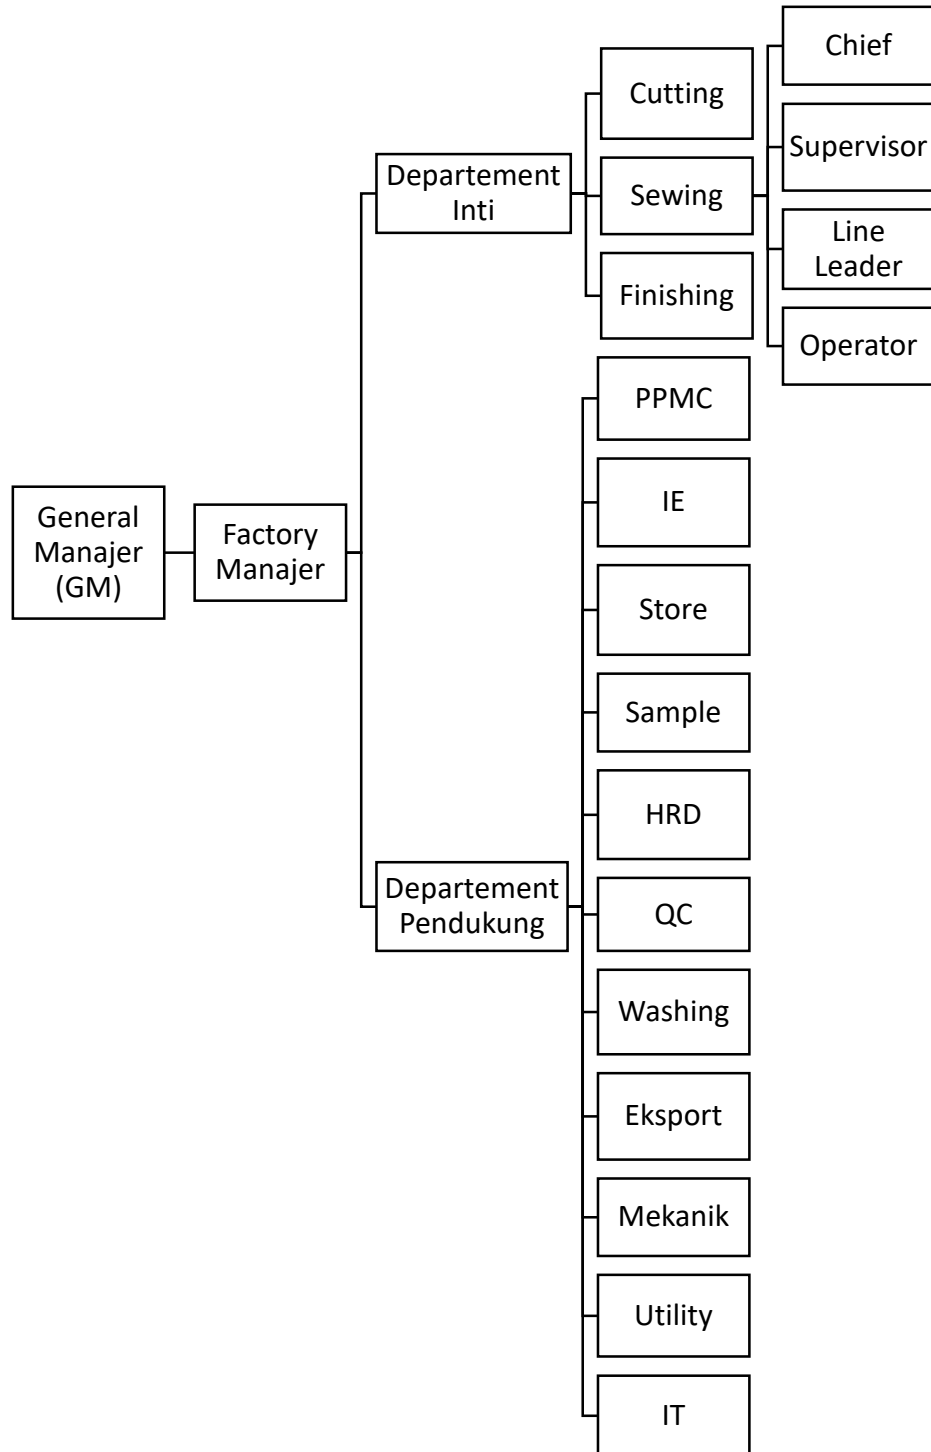 General
Manajer
(GM)
Factory
Manajer
Departement
Inti
Cutting
Sewing
Finishing
Chief
Supervisor
Line
Leader
Operator
Departement
Pendukung
PPMC
IE
Store
Sample
HRD
QC
Washing
Eksport
Mekanik
Utility
IT